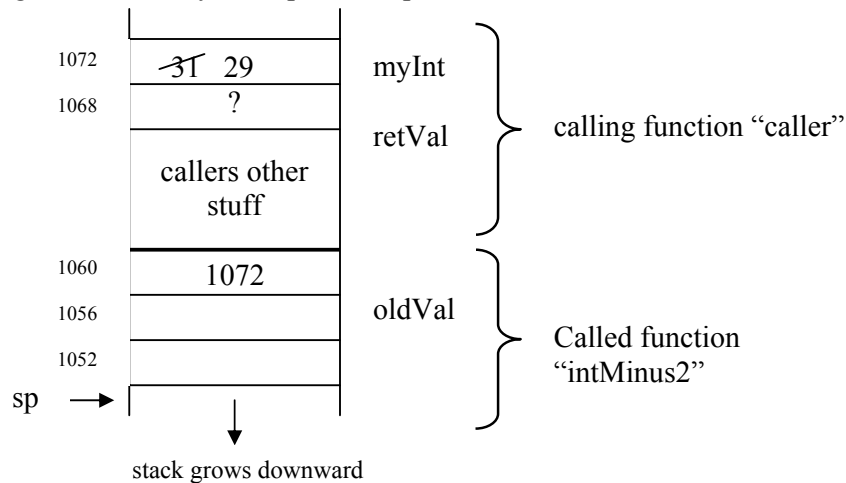 1072
31 29
myInt
1068
?
retVal
calling function “caller”
callers other
stuff
1060
1072
1056
oldVal
1052
Called function
“intMinus2”
sp
stack grows downward